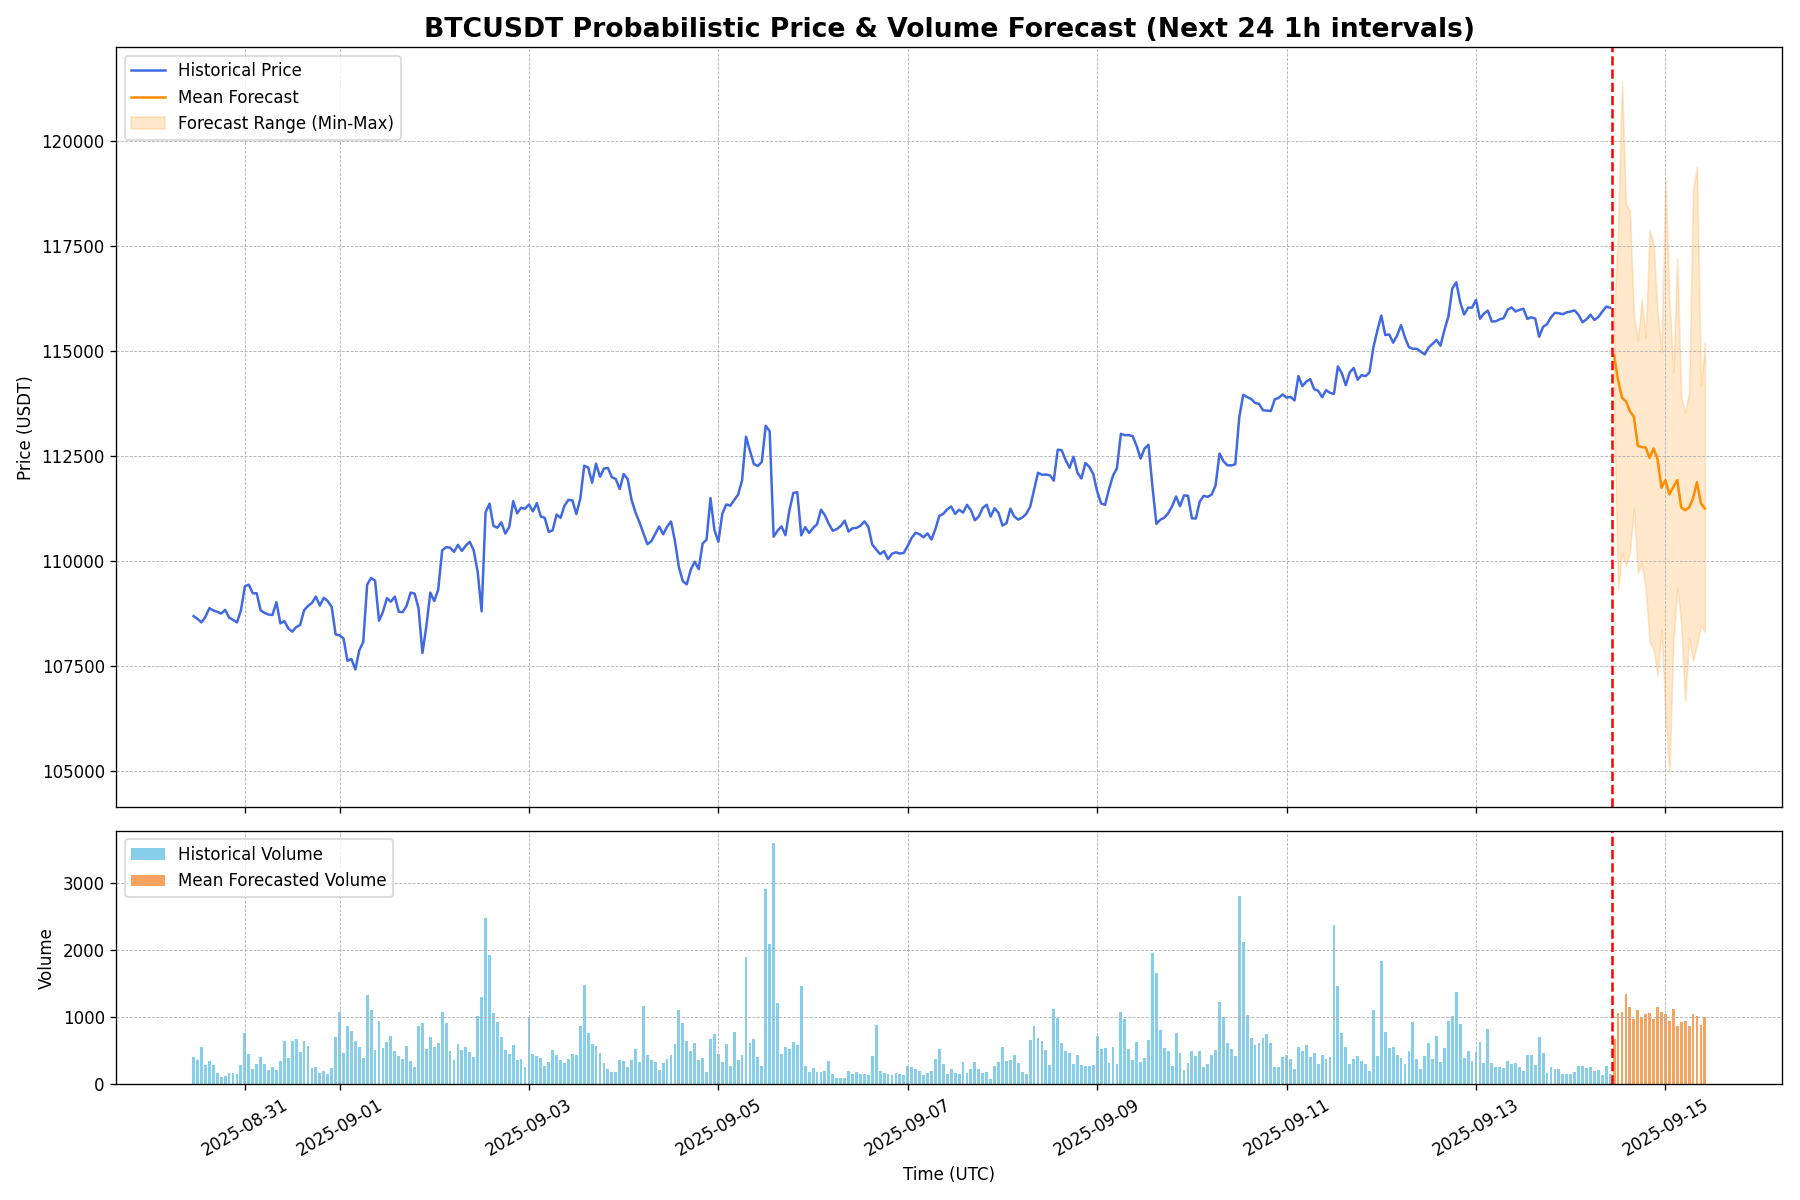 BTCUSDT Probabilistic Price & Volume Forecast (Next 24 1h intervals)
Historical Price
Mean Forecast
Forecast Range (Min-Max)
120000
117500
115000
112500
110000
107500
105000
Price (USDT)
Historical Volume
Mean Forecasted Volume
3000
2000
1000
0
Volume
2025-08-31
2025-09-01
2025-09-03
2025-09-05
2025-09-07
2025-09-09
2025-09-11
2025-09-13
2025-09-15
Time (UTC)